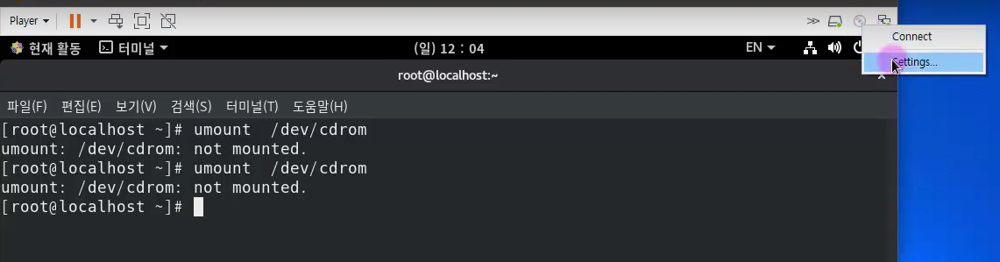 Player
>>
Connect
Settings...
현재 활동 터미널 (일) 12 : 04 EN
root@localhost:~
파일(F) 편집(E) 보기(V) 검색(S) 터미널(T) 도움말(H)
[root@localhost ~]# umount  /dev/cdrom
umount: /dev/cdrom: not mounted.
[root@localhost ~]# umount  /dev/cdrom
umount: /dev/cdrom: not mounted.
[root@localhost ~]#